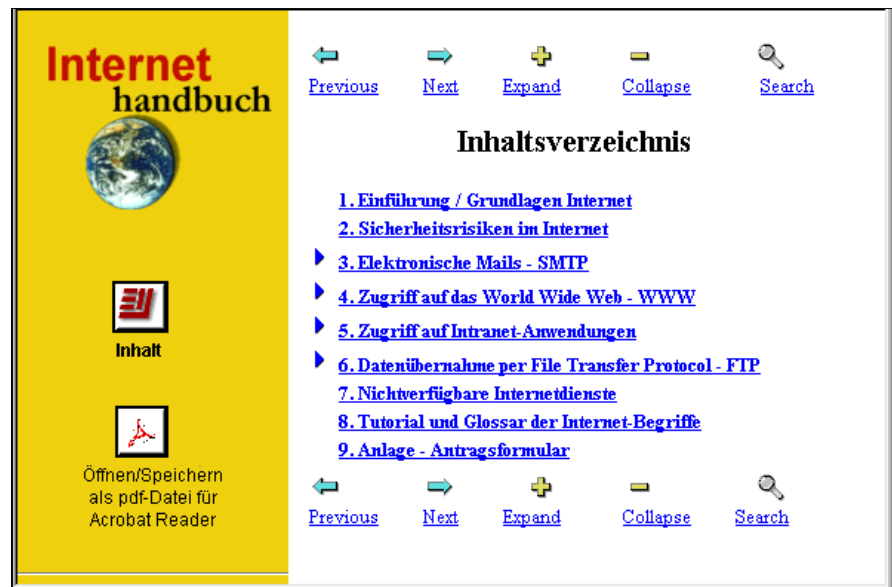 Internet
handbuch
Inhalt
Öffnen/Speichern
als pdf-Datei für
Acrobat Reader
Previous Next Expand Collapse Search
Inhaltsverzeichnis
1. Einführung / Grundlagen Internet
2. Sicherheitsrisiken im Internet
3. Elektronische Mails - SMTP
4. Zugriff auf das World Wide Web - WWW
5. Zugriff auf Intranet-Anwendungen
6. Datenübernahme per File Transfer Protocol - FTP
7. Nichtverfügbare Internetdienste
8. Tutorial und Glossar der Internet-Begriffe
9. Anlage - Antragsformular
Previous Next Expand Collapse Search